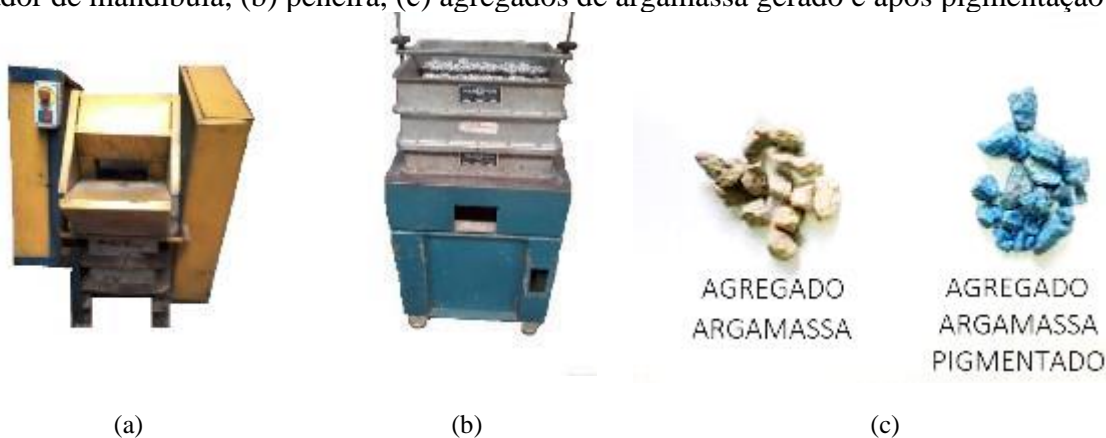 dor de mandíbula, (b) peneira, (c) agregados de argamassa gerado e após pigmentação
AGREGADO
ARGAMASSA
AGREGADO
ARGAMASSA
PIGMENTADO
(a)
(b)
(c)